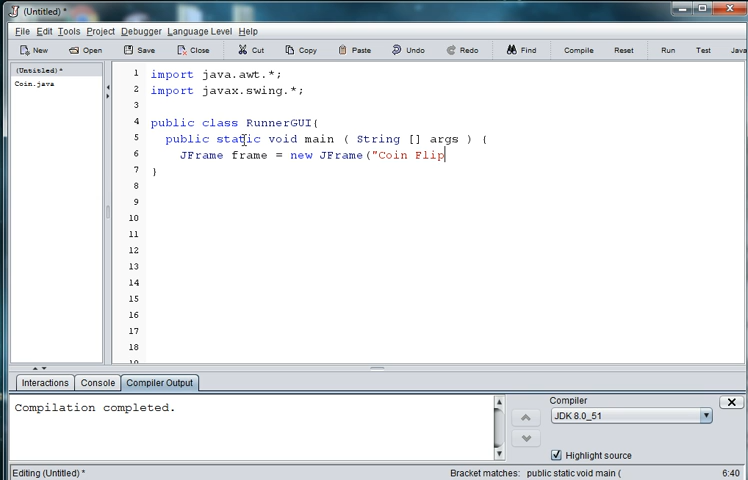 (Untitled) *
File Edit Tools Project Debugger Language Level Help
New Open Save Close Cut Copy Paste Undo Redo Find Compile Reset Run Test Java
(Untitled) *
Coin.java
1 import java.awt.*;
2 import javax.swing.*;
3
4 public class RunnerGUI{
5 public static void main ( String [] args ) {
6 JFrame frame = new JFrame("Coin Flip
7 }
8
9
10
11
12
13
14
15
16
17
18
19
Interactions Console Compiler Output
Compilation completed.
Compiler
JDK 8.0_51
Highlight source
Editing (Untitled) * Bracket matches: public static void main ( 6:40